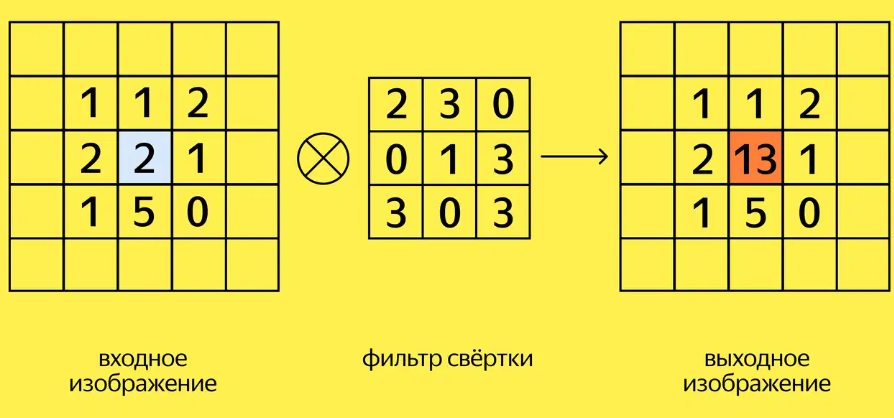 1 1 2 2 3 0 1 1 2
2 2 1 0 1 3 2 13 1
1 5 0 3 0 3 1 5 0
входное фильтр свёртки выходное
изображение изображение